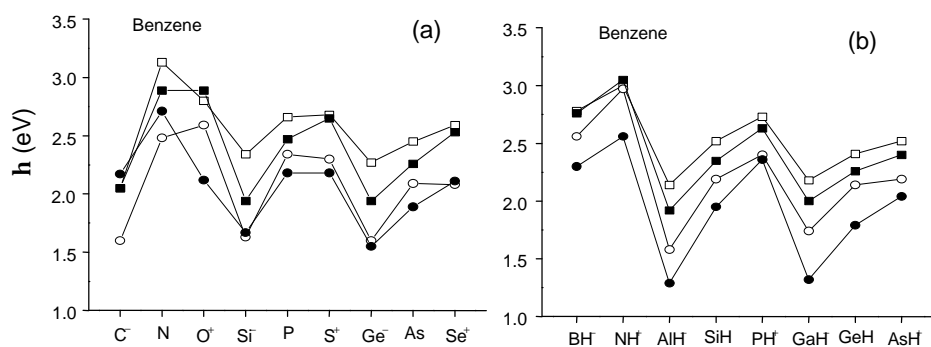 Benzene
(a)
3.5
3.0
2.5
2.0
1.5
1.0
h (eV)
C⁻ N O⁺ Si⁻ P S⁺ Ge⁻ As Se⁺
Benzene
(b)
3.5
3.0
2.5
2.0
1.5
1.0
BH⁻ NH⁺ AlH⁻ SiH PH⁺ GaH⁻ GeH AsH⁺